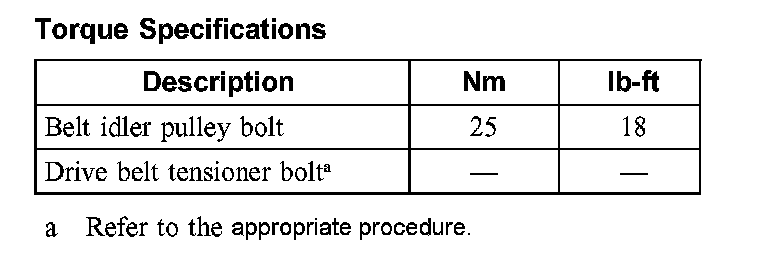 Torque Specifications
Description Nm lb-ft
Belt idler pulley bolt 25 18
Drive belt tensioner boltᵃ — —
a Refer to the appropriate procedure.